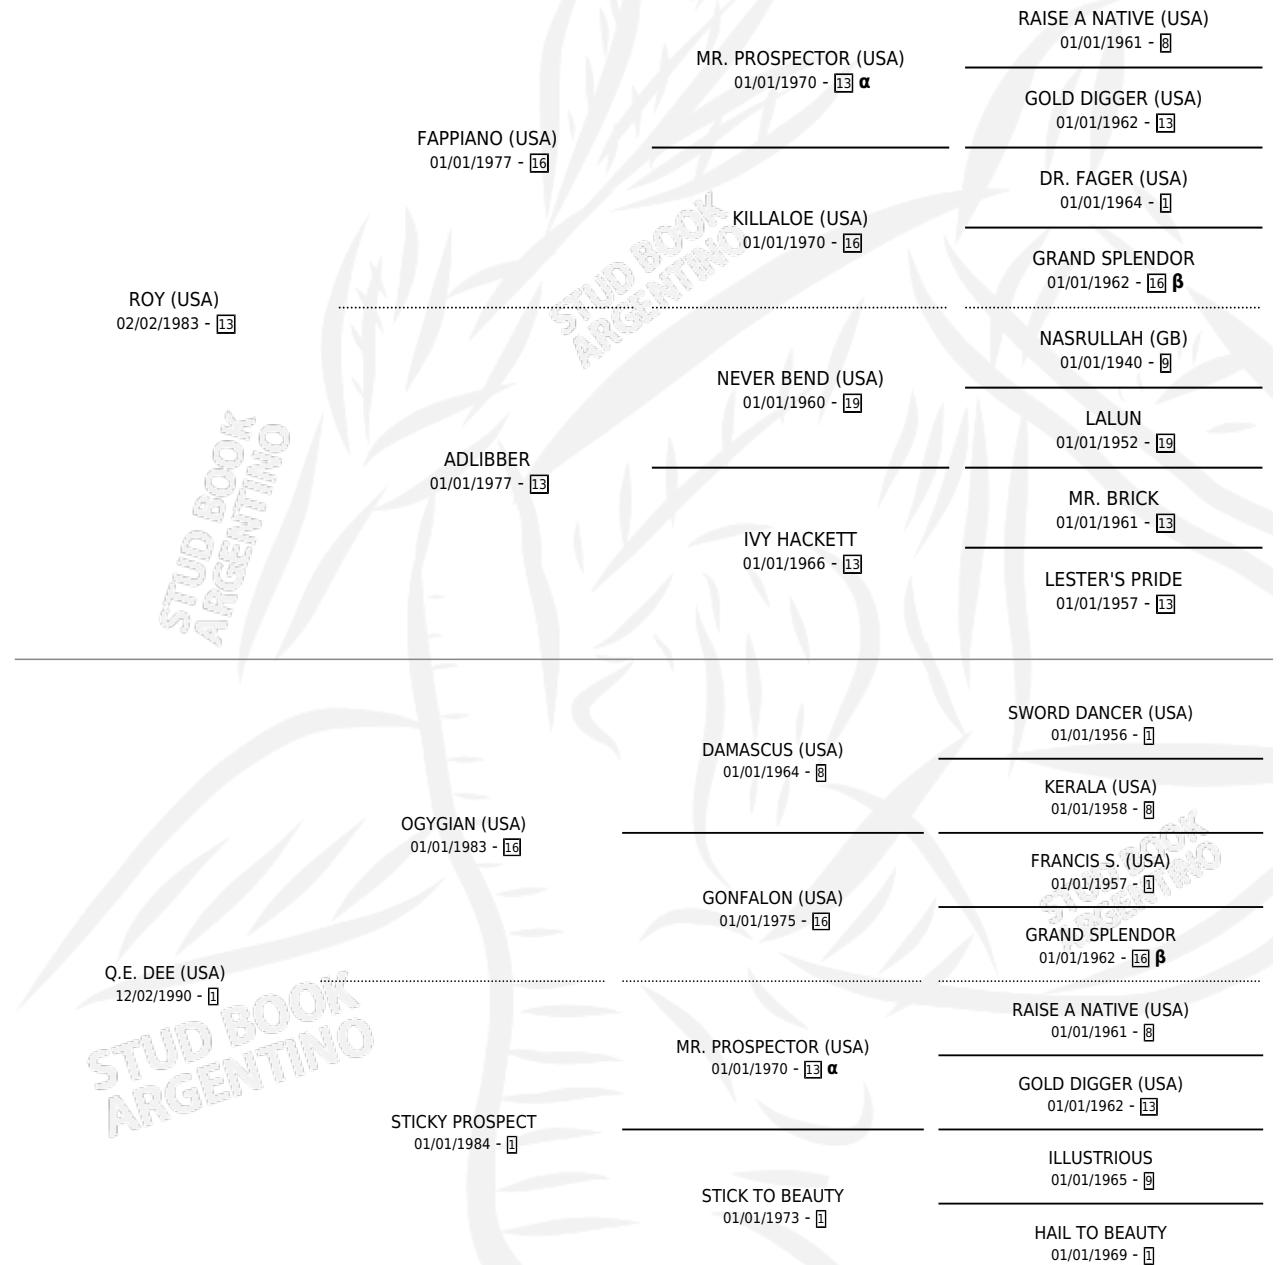 RAISE A NATIVE (USA)
01/01/1961 - 8
MR. PROSPECTOR (USA)
01/01/1970 - 13 α
GOLD DIGGER (USA)
01/01/1962 - 13
FAPPIANO (USA)
01/01/1977 - 16
DR. FAGER (USA)
01/01/1964 - 1
KILLALOE (USA)
01/01/1970 - 16
GRAND SPLENDOR
01/01/1962 - 16 β
ROY (USA)
02/02/1983 - 13
NASRULLAH (GB)
01/01/1940 - 9
NEVER BEND (USA)
01/01/1960 - 19
LALUN
01/01/1952 - 19
ADLIBBER
01/01/1977 - 13
MR. BRICK
01/01/1961 - 13
IVY HACKETT
01/01/1966 - 13
LESTER'S PRIDE
01/01/1957 - 13
STUD BOOK
ARGENTINO
STUD BOOK
ARGENTINO
SWORD DANCER (USA)
01/01/1956 - 1
DAMASCUS (USA)
01/01/1964 - 8
KERALA (USA)
01/01/1958 - 8
OGYGIAN (USA)
01/01/1983 - 16
FRANCIS S. (USA)
01/01/1957 - 1
GONFALON (USA)
01/01/1975 - 16
GRAND SPLENDOR
01/01/1962 - 16 β
Q.E. DEE (USA)
12/02/1990 - 1
RAISE A NATIVE (USA)
01/01/1961 - 8
MR. PROSPECTOR (USA)
01/01/1970 - 13 α
GOLD DIGGER (USA)
01/01/1962 - 13
STICKY PROSPECT
01/01/1984 - 1
ILLUSTRIOUS
01/01/1965 - 9
STICK TO BEAUTY
01/01/1973 - 1
HAIL TO BEAUTY
01/01/1969 - 1
STUD BOOK
ARGENTINO
STUD BOOK
ARGENTINO